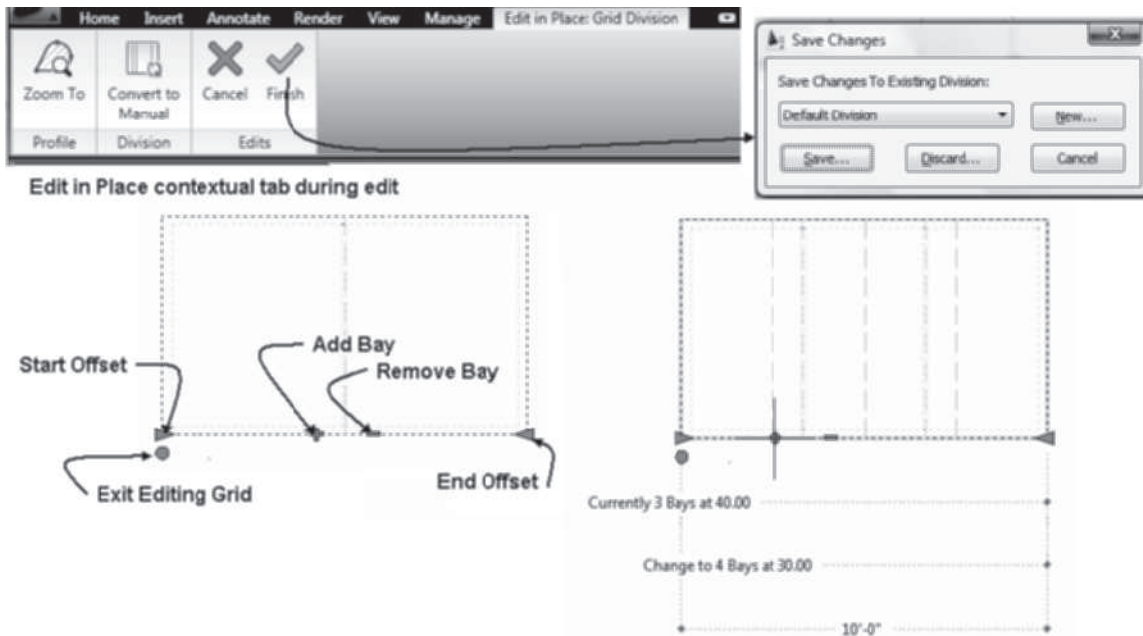 Home Insert Annotate Render View Manage Edit in Place: Grid Division
Zoom To Convert to Manual Cancel Finish
Profile Division Edits
Save Changes
Save Changes To Existing Division:
Default Division New...
Save... Discard... Cancel
Edit in Place contextual tab during edit
Start Offset
Add Bay
Remove Bay
Exit Editing Grid
End Offset
Currently 3 Bays at 40.00
Change to 4 Bays at 30.00
10'-0"